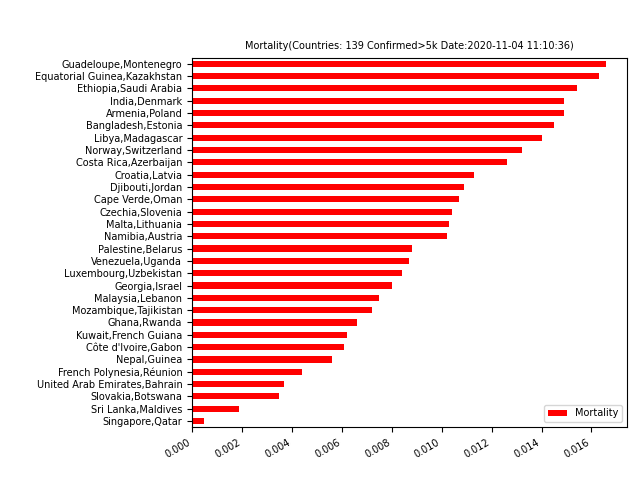 Mortality(Countries: 139 Confirmed>5k Date:2020-11-04 11:10:36)
Guadeloupe,Montenegro
Equatorial Guinea,Kazakhstan
Ethiopia,Saudi Arabia
India,Denmark
Armenia,Poland
Bangladesh,Estonia
Libya,Madagascar
Norway,Switzerland
Costa Rica,Azerbaijan
Croatia,Latvia
Djibouti,Jordan
Cape Verde,Oman
Czechia,Slovenia
Malta,Lithuania
Namibia,Austria
Palestine,Belarus
Venezuela,Uganda
Luxembourg,Uzbekistan
Georgia,Israel
Malaysia,Lebanon
Mozambique,Tajikistan
Ghana,Rwanda
Kuwait,French Guiana
Côte d'Ivoire,Gabon
Nepal,Guinea
French Polynesia,Réunion
United Arab Emirates,Bahrain
Slovakia,Botswana
Sri Lanka,Maldives
Singapore,Qatar
Mortality
0.000 0.002 0.004 0.006 0.008 0.010 0.012 0.014 0.016